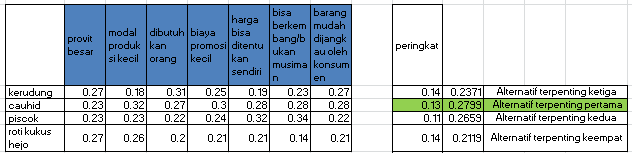 provit besar modal produksi kecil dibutuhkan orang biaya promosi kecil harga bisa ditentukan sendiri bisa berkembang/bukan musiman barang mudah dijangkau oleh konsumen peringkat
kerudung 0.27 0.18 0.31 0.25 0.19 0.23 0.27 0.14 0.2371 Alternatif terpenting ketiga
cauhid 0.23 0.32 0.27 0.3 0.28 0.28 0.28 0.13 0.2799 Alternatif terpenting pertama
piscok 0.23 0.23 0.22 0.24 0.32 0.34 0.22 0.11 0.2659 Alternatif terpenting kedua
roti kukus hejo 0.27 0.26 0.2 0.21 0.21 0.14 0.21 0.14 0.2119 Alternatif terpenting keempat